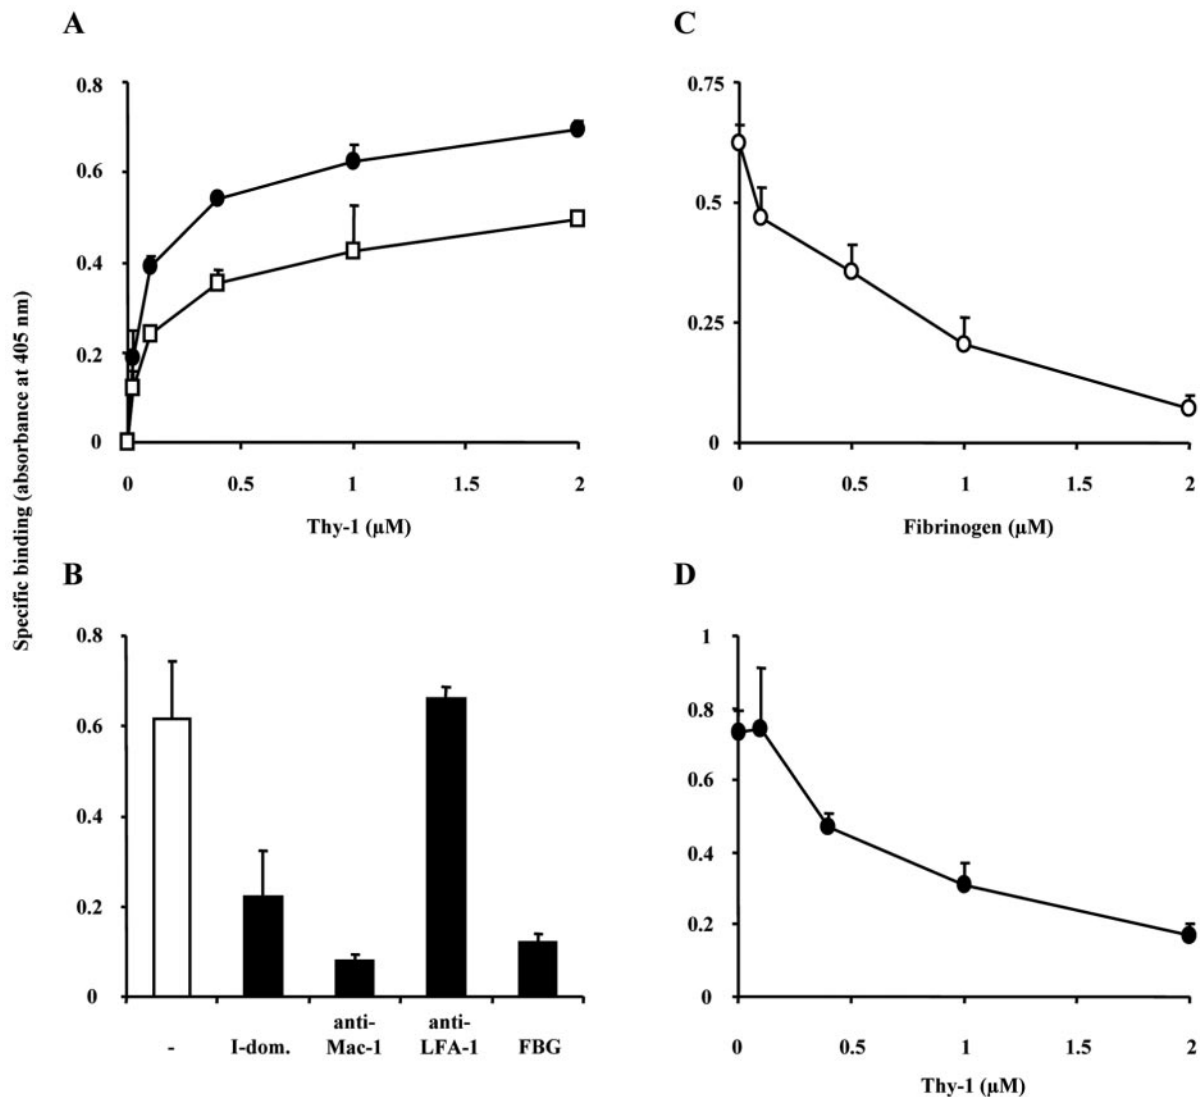 Specific binding (absorbance at 405 nm)
A
0.8
0.6
0.4
0.2
0
0 0.5 1 1.5 2
Thy-1 (µM)
B
0.8
0.6
0.4
0.2
0
- I-dom. anti- Mac-1 anti- LFA-1 FBG
C
0.75
0.5
0.25
0
0 0.5 1 1.5 2
Fibrinogen (µM)
D
1
0.8
0.6
0.4
0.2
0
0 0.5 1 1.5 2
Thy-1 (µM)